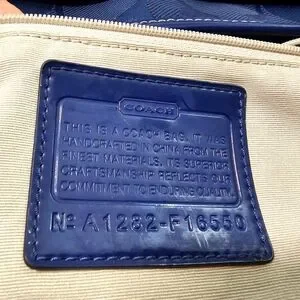 COACH
THIS IS A COACH BAG. IT WAS
HANDCRAFTED IN CHINA FROM THE
FINEST MATERIALS. ITS SUPERIOR
CRAFTSMANSHIP REFLECTS OUR
COMMITMENT TO ENDURING QUALITY.
Nº A1282-F16550